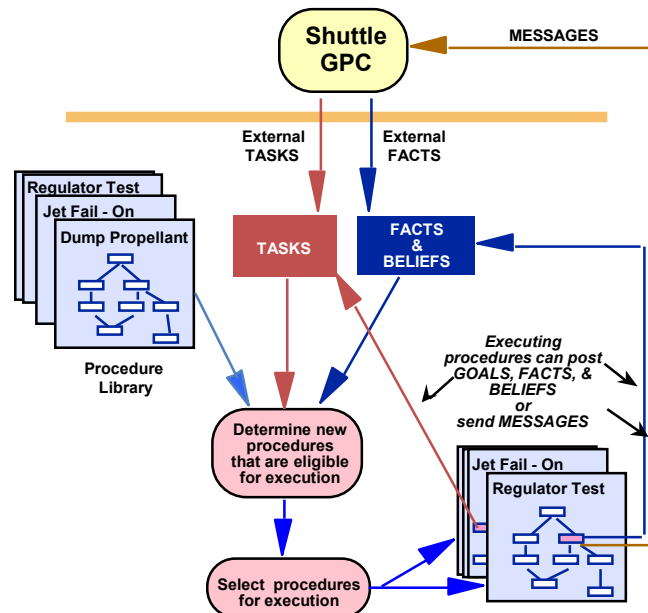 Shuttle
GPC
MESSAGES
External
TASKS
External
FACTS
Regulator Test
Jet Fail - On
Dump Propellant
TASKS
FACTS
&
BELIEFS
Procedure
Library
Executing
procedures can post
GOALS, FACTS, &
BELIEFS
or
send MESSAGES
Determine new
procedures
that are eligible
for execution
Jet Fail - On
Regulator Test
Select procedures
for execution